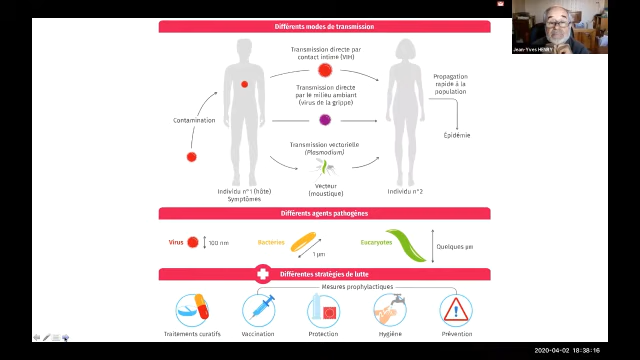 Différents modes de transmission
Jean-Yves HENRY
Transmission directe par
contact intime (VIH)
Transmission directe
par le milieu ambiant
(virus de la grippe)
Contamination
Propagation
rapide à la
population
Épidémie
Transmission vectorielle
(Plasmodium)
Vecteur
(moustique)
Individu n°1 (hôte)
Symptômes
Individu n°2
Différents agents pathogènes
Virus
100 nm
Bactéries
1 µm
Eucaryotes
Quelques µm
Différentes stratégies de lutte
Mesures prophylactiques
Traitements curatifs
Vaccination
Protection
Hygiène
Prévention
2020-04-02 18:38:16